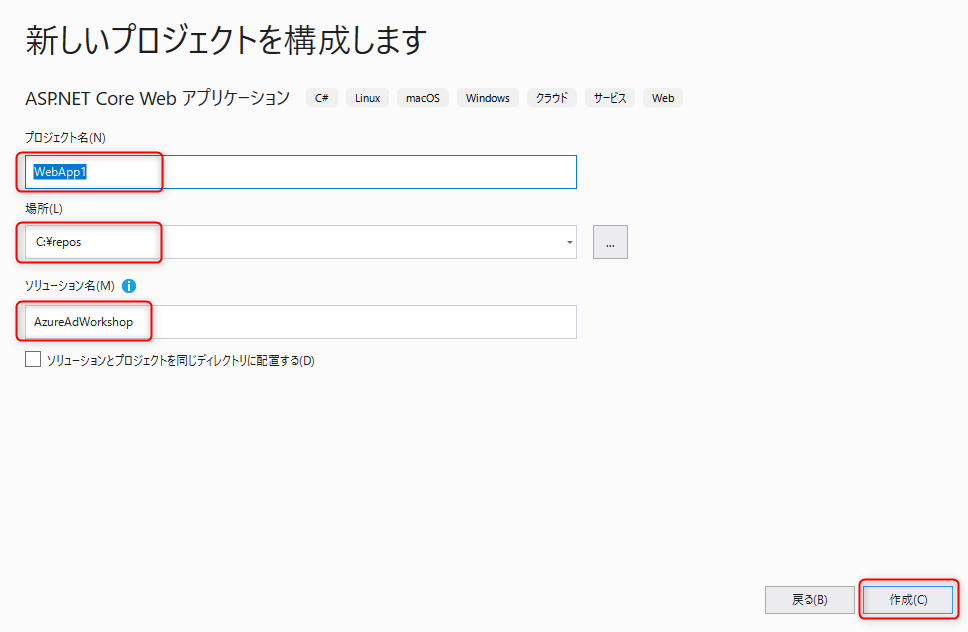 新しいプロジェクトを構成します
ASP.NET Core Web アプリケーション C# Linux macOS Windows クラウド サービス Web
プロジェクト名(N)
WebApp1
場所(L)
C:¥repos
...
ソリューション名(M)
AzureAdWorkshop
ソリューションとプロジェクトを同じディレクトリに配置する(D)
戻る(B) 作成(C)